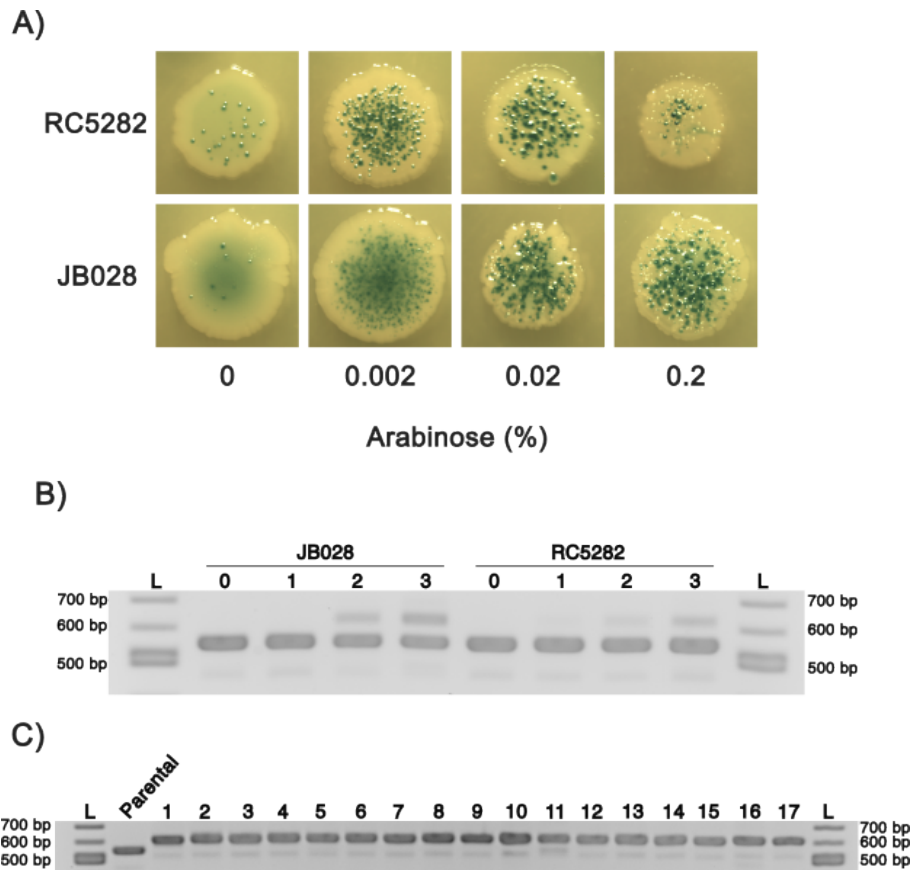 A)
RC5282
JB028
0 0.002 0.02 0.2
Arabinose (%)
B)
JB028 RC5282
L 0 1 2 3 0 1 2 3 L
700 bp 700 bp
600 bp 600 bp
500 bp 500 bp
C)
L Parental 1 2 3 4 5 6 7 8 9 10 11 12 13 14 15 16 17 L
700 bp 700 bp
600 bp 600 bp
500 bp 500 bp